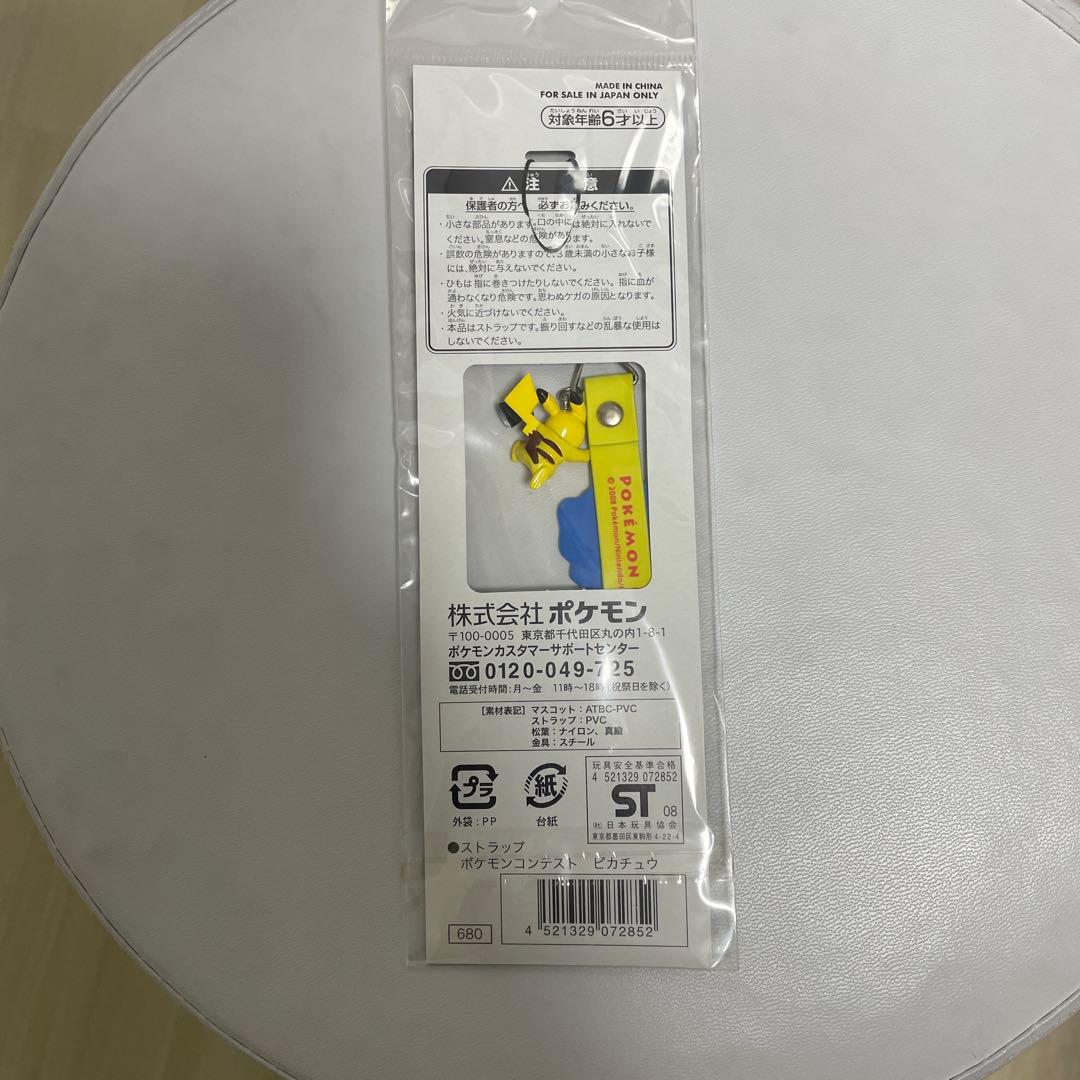 MADE IN CHINA
FOR SALE IN JAPAN ONLY
たいしょうねんれい さいいじょう
対象年齢6才以上
注 意
保護者の方へ 必ずお読みください。
・小さな部品があります。口の中には絶対に入れないで
ください。窒息などの危険があります。
・誤飲の危険がありますので、3歳未満の小さなお子様
には、絶対に与えないでください。
・ひもは指に巻きつけたりしないでください。指に血が
通わなくなり危険です。思わぬケガの原因となります。
・火気に近づけないでください。
・本品はストラップです。振り回すなどの乱暴な使用は
しないでください。
POKÉMON
© 2008 Pokémon/Nintendo/
株式会社 ポケモン
〒100-0005 東京都千代田区丸の内1-8-1
ポケモンカスタマーサポートセンター
0120-049-725
電話受付時間:月〜金 11時〜18時(祝祭日を除く)
[素材表記] マスコット:ATBC-PVC
ストラップ:PVC
松葉:ナイロン、真鍮
金具:スチール
プラ
外袋:PP
紙
台紙
玩具安全基準合格
4 521329 072852
ST 08
(社)日本玩具協会
東京都墨田区東駒形4-22-4
●ストラップ
ポケモンコンテスト ピカチュウ
680
4 521329 072852